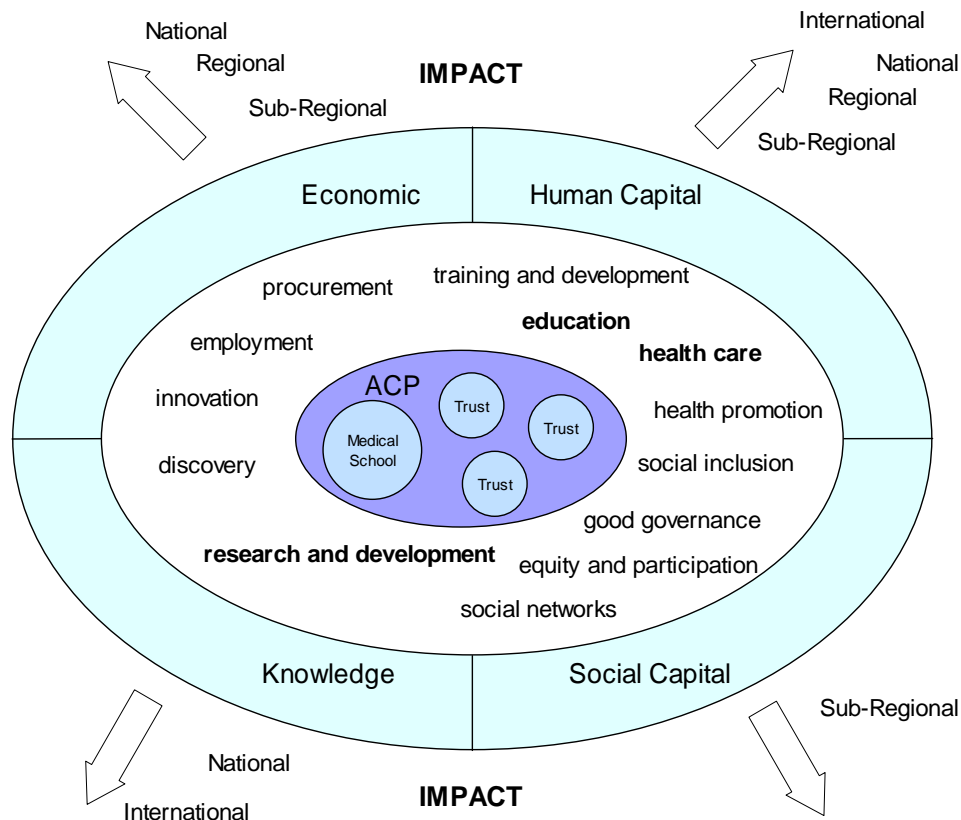 National
Regional
Sub-Regional
IMPACT
International
National
Regional
Sub-Regional
Economic
Human Capital
procurement
training and development
education
employment
health care
innovation
health promotion
discovery
social inclusion
ACP
Medical
School
Trust
Trust
Trust
good governance
research and development
equity and participation
social networks
Knowledge
Social Capital
National
International
IMPACT
Sub-Regional